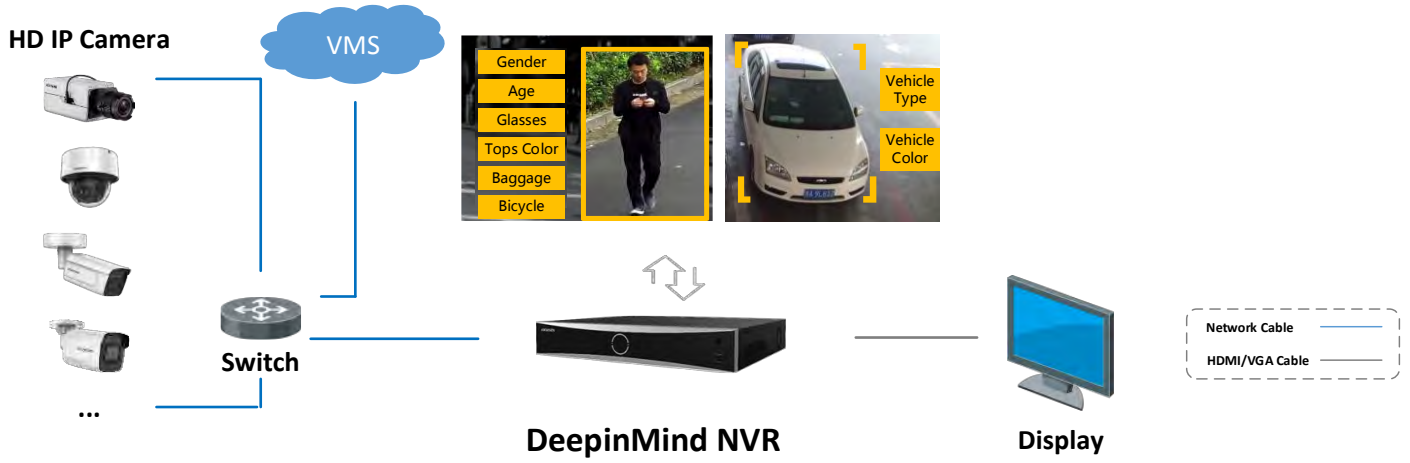 HD IP Camera
VMS
Gender
Age
Glasses
Tops Color
Baggage
Bicycle
Vehicle
Type
Vehicle
Color
Switch
...
DeepinMind NVR
Display
Network Cable
HDMI/VGA Cable